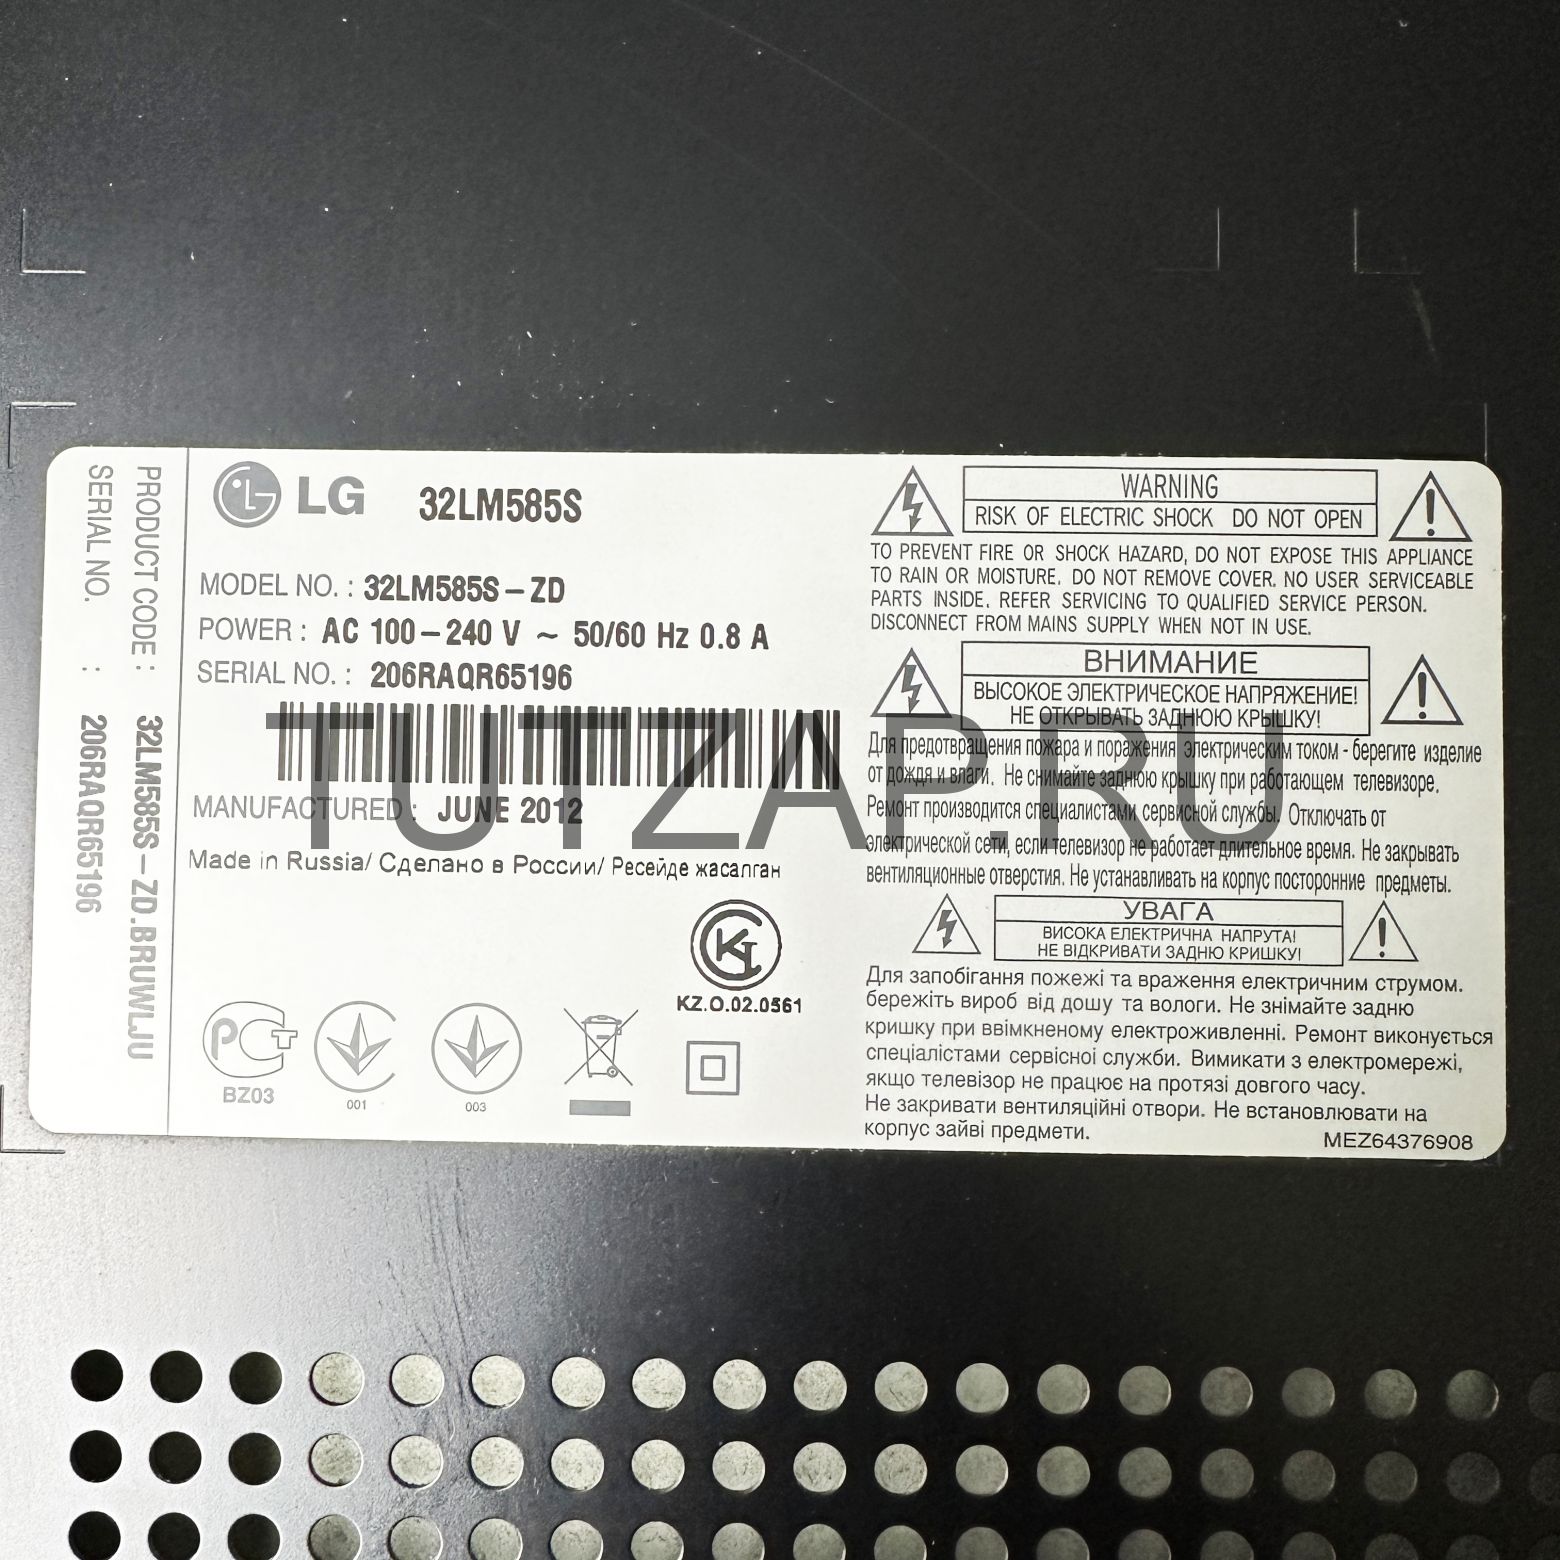 PRODUCT CODE : 32LM585S-ZD.BRUWLJU
SERIAL NO. : 206RAQR65196
LG 32LM585S
MODEL NO. : 32LM585S-ZD
POWER : AC 100-240 V ~ 50/60 Hz 0.8 A
SERIAL NO. : 206RAQR65196
MANUFACTURED : JUNE 2012
Made in Russia/ Сделано в России/ Ресейде жасалган
KZ.O.02.0561
PCT
BZ03
001
003
WARNING
RISK OF ELECTRIC SHOCK DO NOT OPEN
TO PREVENT FIRE OR SHOCK HAZARD, DO NOT EXPOSE THIS APPLIANCE
TO RAIN OR MOISTURE. DO NOT REMOVE COVER. NO USER SERVICEABLE
PARTS INSIDE. REFER SERVICING TO QUALIFIED SERVICE PERSON.
DISCONNECT FROM MAINS SUPPLY WHEN NOT IN USE.
ВНИМАНИЕ
ВЫСОКОЕ ЭЛЕКТРИЧЕСКОЕ НАПРЯЖЕНИЕ!
НЕ ОТКРЫВАТЬ ЗАДНЮЮ КРЫШКУ!
Для предотвращения пожара и поражения электрическим током - берегите изделие
от дождя и влаги. Не снимайте заднюю крышку при работающем телевизоре.
Ремонт производится специалистами сервисной службы. Отключать от
электрической сети, если телевизор не работает длительное время. Не закрывать
вентиляционные отверстия. Не устанавливать на корпус посторонние предметы.
УВАГА
ВИСОКА ЕЛЕКТРИЧНА НАПРУГА!
НЕ ВІДКРИВАТИ ЗАДНЮ КРИШКУ!
Для запобігання пожежі та враження електричним струмом.
бережіть вироб від дошу та вологи. Не знімайте задню
кришку при ввімкненому електроживленні. Ремонт виконується
спеціалістами сервісної служби. Вимикати з електромережі,
якщо телевізор не працює на протязі довгого часу.
Не закривати вентиляційні отвори. Не встановлювати на
корпус зайві предмети.
MEZ64376908
TUTZAP.RU